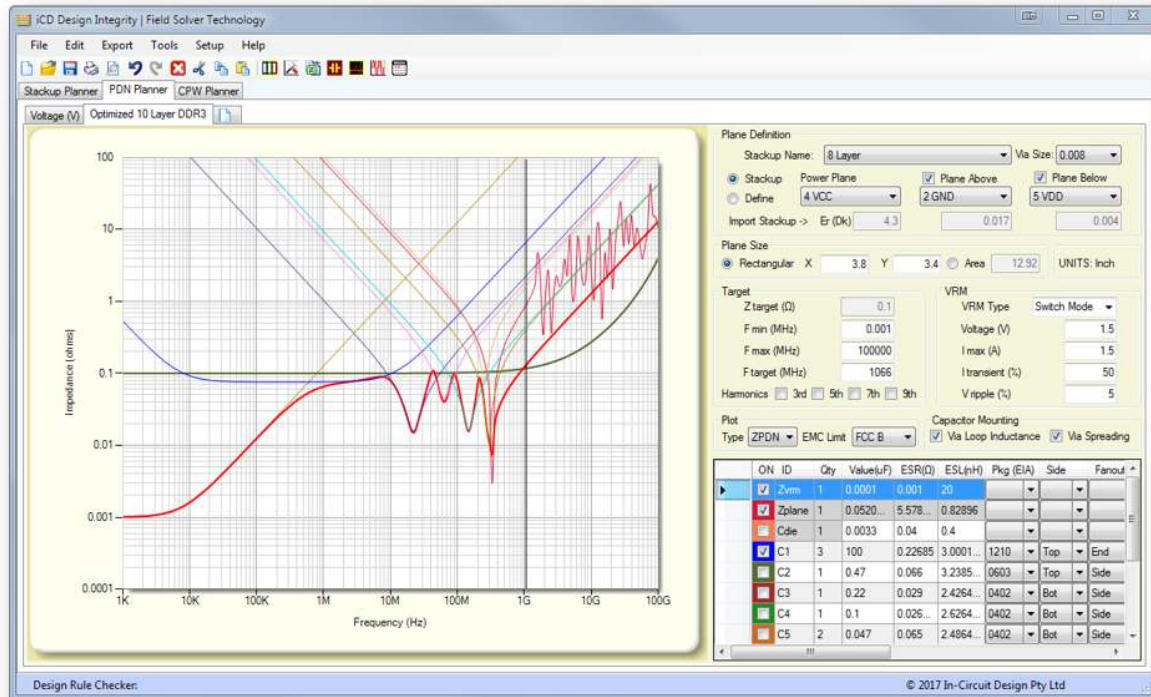 iCD Design Integrity | Field Solver Technology
File Edit Export Tools Setup Help
Stackup Planner PDN Planner CPW Planner
Voltage (V) Optimized 10 Layer DDR3
100
10
1
0.1
0.01
0.001
0.0001
Impedance (ohms)
1K 10K 100K 1M 10M 100M 1G 10G 100G
Frequency (Hz)
Plane Definition
Stackup Name: 8 Layer Via Size: 0.008
Stackup Power Plane Plane Above Plane Below
Define 4 VCC 2 GND 5 VDD
Import Stackup -> Er (Dk) 4.3 0.017 0.004
Plane Size
Rectangular X 3.8 Y 3.4 Area 12.92 UNITS: Inch
Target VRM
Z target (Ω) 0.1 VRM Type Switch Mode
F min (MHz) 0.001 Voltage (V) 1.5
F max (MHz) 100000 I max (A) 1.5
F target (MHz) 1066 I transient (%) 50
Harmonics 3rd 5th 7th 9th V ripple (%) 5
Plot Capacitor Mounting
Type ZPDN EMC Limit FCC B Via Loop Inductance Via Spreading
ON ID Qty Value(uF) ESR(Ω) ESL(nH) Pkg (EIA) Side Fanout
Zvrm 1 0.0001 0.001 20
Zplane 1 0.0520... 5.578... 0.82896
Cdie 1 0.0033 0.04 0.4
C1 3 100 0.22685 3.0001... 1210 Top End
C2 1 0.47 0.066 3.2385... 0603 Top Side
C3 1 0.22 0.029 2.4264... 0402 Bot Side
C4 1 0.1 0.026... 2.6264... 0402 Bot Side
C5 2 0.047 0.065 2.4864... 0402 Bot Side
Design Rule Checker: © 2017 In-Circuit Design Pty Ltd